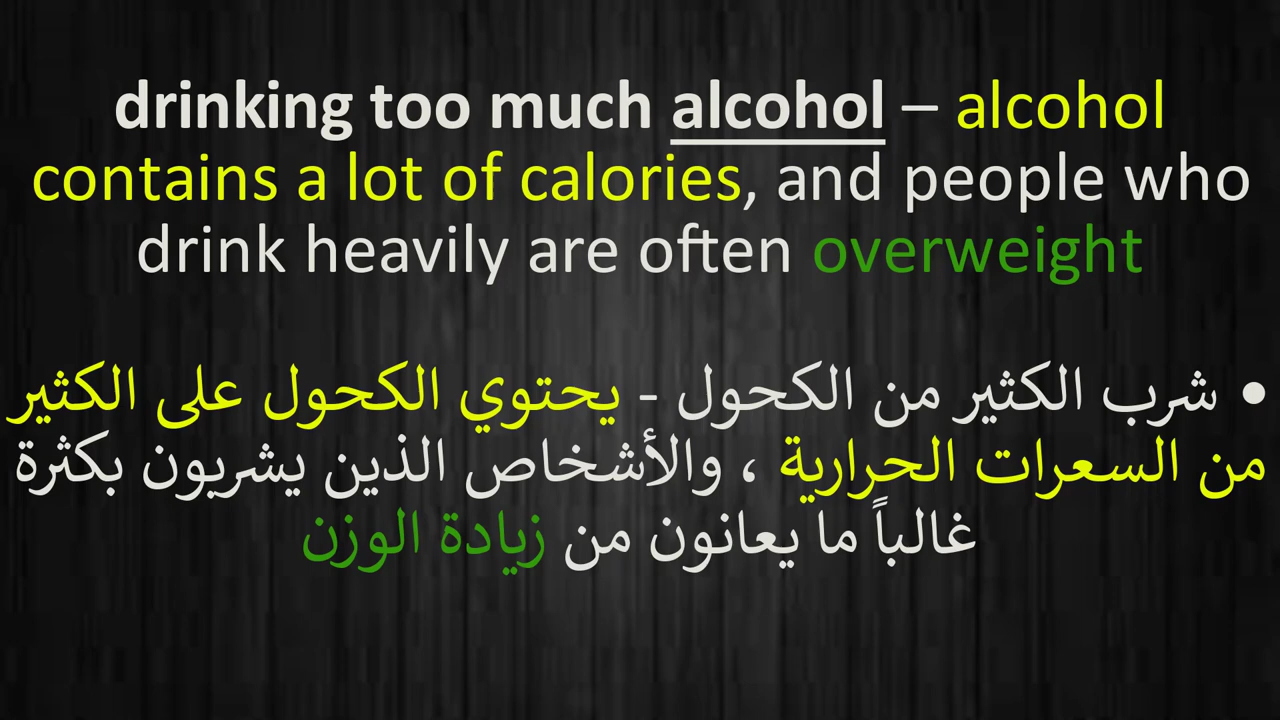 drinking too much alcohol – alcohol
contains a lot of calories, and people who
drink heavily are often overweight
• شرب الكثير من الكحول - يحتوي الكحول على الكثير
من السعرات الحرارية ، والأشخاص الذين يشربون بكثرة
غالباً ما يعانون من زيادة الوزن